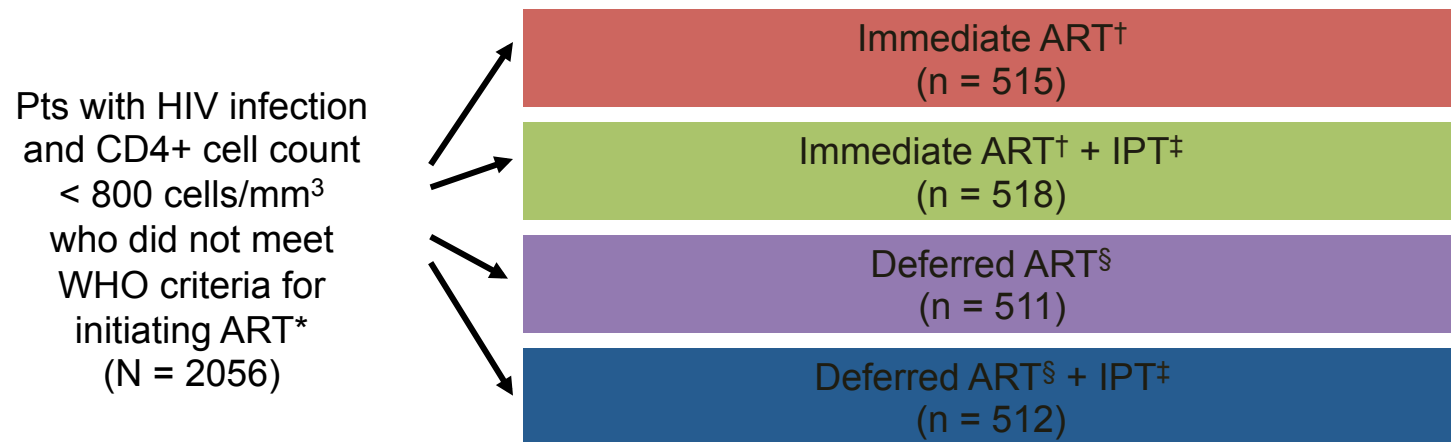 Pts with HIV infection
and CD4+ cell count
< 800 cells/mm³
who did not meet
WHO criteria for
initiating ART*
(N = 2056)
Immediate ART†
(n = 515)
Immediate ART† + IPT‡
(n = 518)
Deferred ART§
(n = 511)
Deferred ART§ + IPT‡
(n = 512)